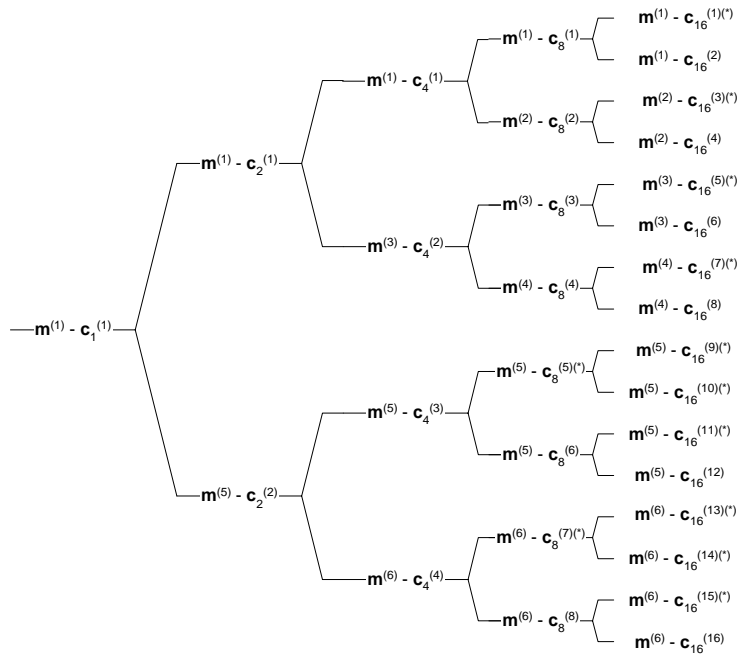 m(1) - c1(1)
m(1) - c2(1)
m(5) - c2(2)
m(1) - c4(1)
m(3) - c4(2)
m(5) - c4(3)
m(6) - c4(4)
m(1) - c8(1)
m(2) - c8(2)
m(3) - c8(3)
m(4) - c8(4)
m(5) - c8(5)(*)
m(5) - c8(6)
m(6) - c8(7)(*)
m(6) - c8(8)
m(1) - c16(1)(*)
m(1) - c16(2)
m(2) - c16(3)(*)
m(2) - c16(4)
m(3) - c16(5)(*)
m(3) - c16(6)
m(4) - c16(7)(*)
m(4) - c16(8)
m(5) - c16(9)(*)
m(5) - c16(10)(*)
m(5) - c16(11)(*)
m(5) - c16(12)
m(6) - c16(13)(*)
m(6) - c16(14)(*)
m(6) - c16(15)(*)
m(6) - c16(16)